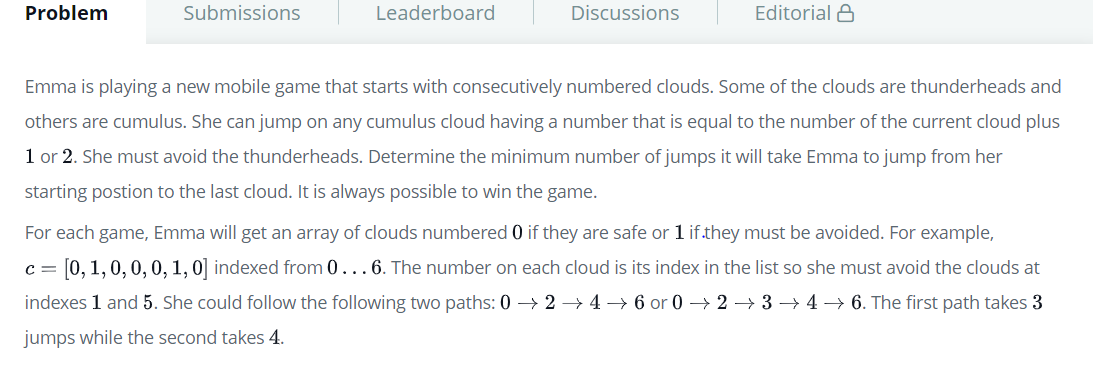 Problem Submissions Leaderboard Discussions Editorial
Emma is playing a new mobile game that starts with consecutively numbered clouds. Some of the clouds are thunderheads and
others are cumulus. She can jump on any cumulus cloud having a number that is equal to the number of the current cloud plus
1 or 2. She must avoid the thunderheads. Determine the minimum number of jumps it will take Emma to jump from her
starting postion to the last cloud. It is always possible to win the game.
For each game, Emma will get an array of clouds numbered 0 if they are safe or 1 if they must be avoided. For example,
c = [0, 1, 0, 0, 0, 1, 0] indexed from 0 . . . 6. The number on each cloud is its index in the list so she must avoid the clouds at
indexes 1 and 5. She could follow the following two paths: 0 → 2 → 4 → 6 or 0 → 2 → 3 → 4 → 6. The first path takes 3
jumps while the second takes 4.